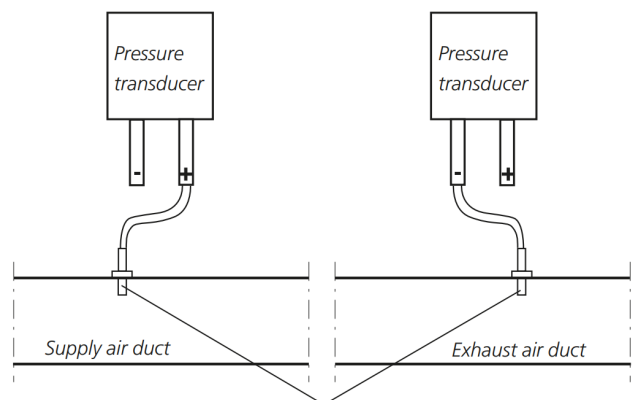 Pressure
transducer
- +
Supply air duct
Pressure
transducer
- +
Exhaust air duct